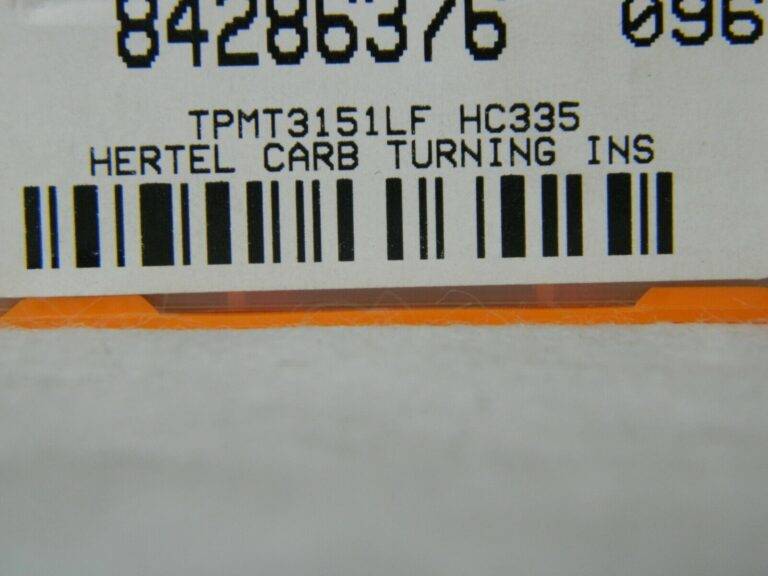 84286376 096
TPMT3151LF HC335
HERTEL CARB TURNING INS